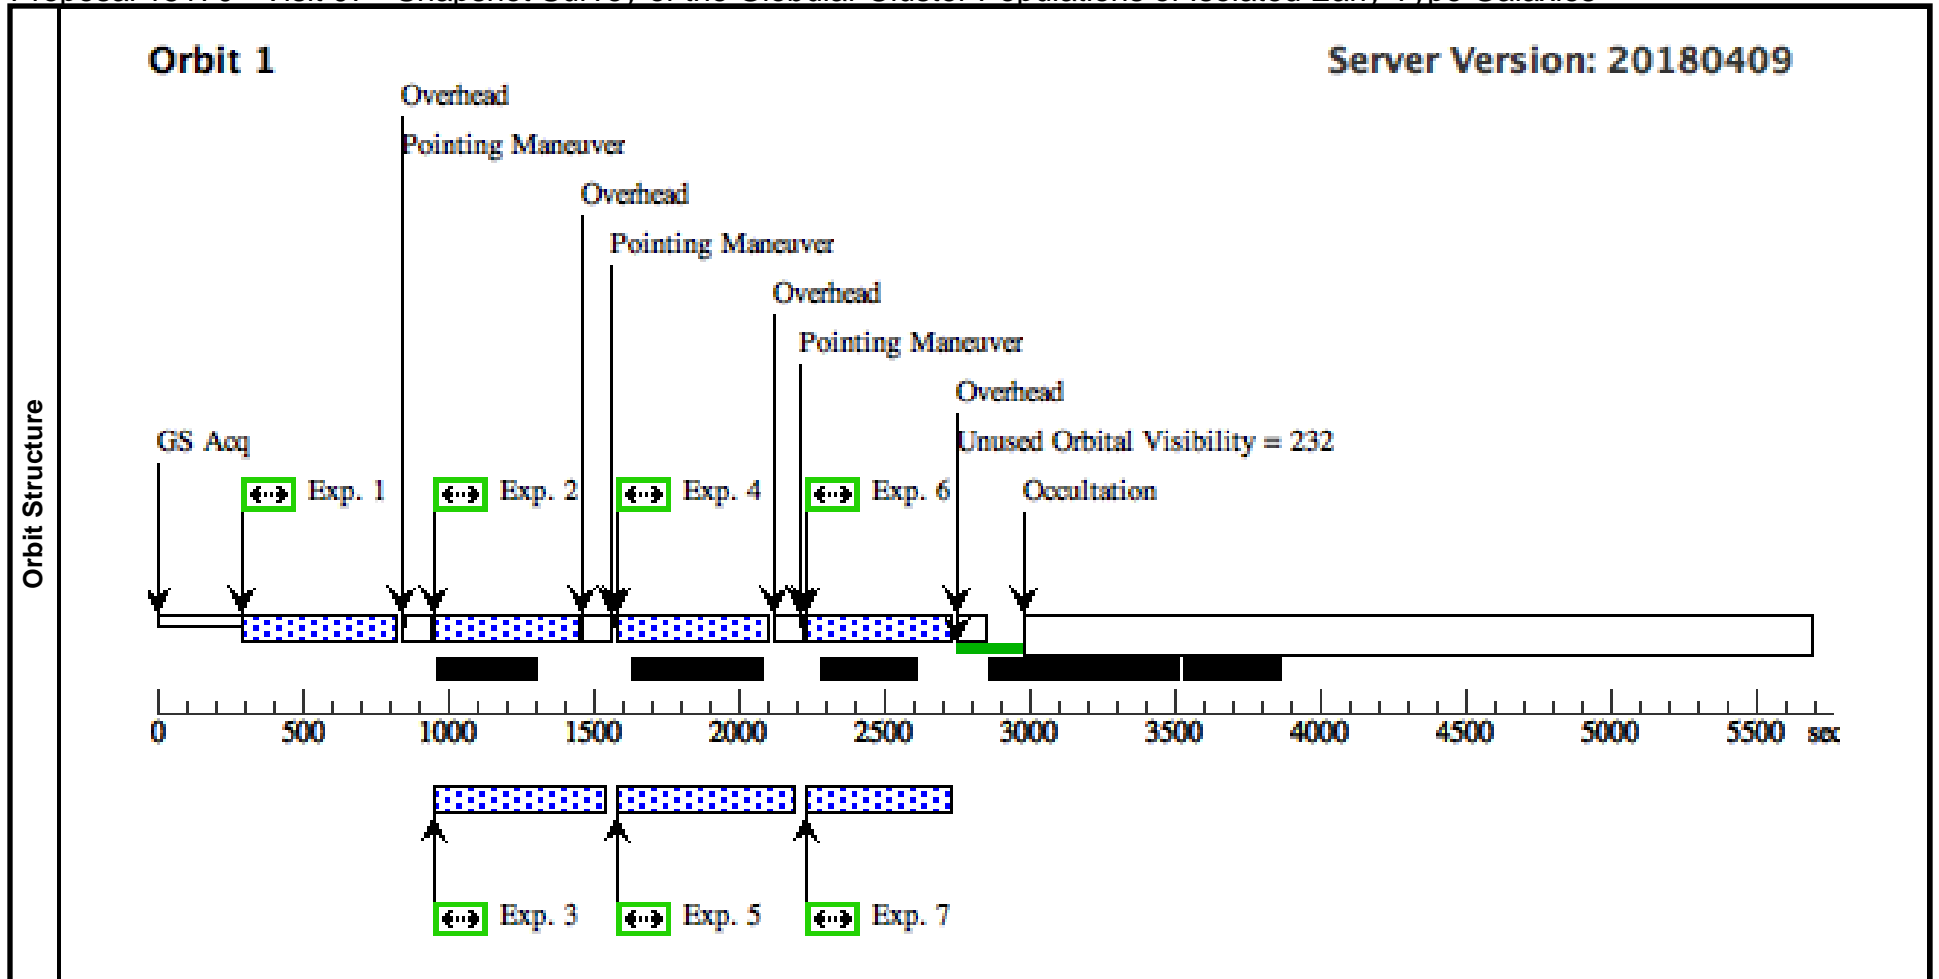 Orbit Structure
Orbit 1
Server Version: 20180409
Overhead
Pointing Maneuver
Overhead
Pointing Maneuver
Overhead
Pointing Maneuver
Overhead
GS Acq
Unused Orbital Visibility = 232
Exp. 1
Exp. 2
Exp. 4
Exp. 6
Occultation
0 500 1000 1500 2000 2500 3000 3500 4000 4500 5000 5500 sec
Exp. 3
Exp. 5
Exp. 7